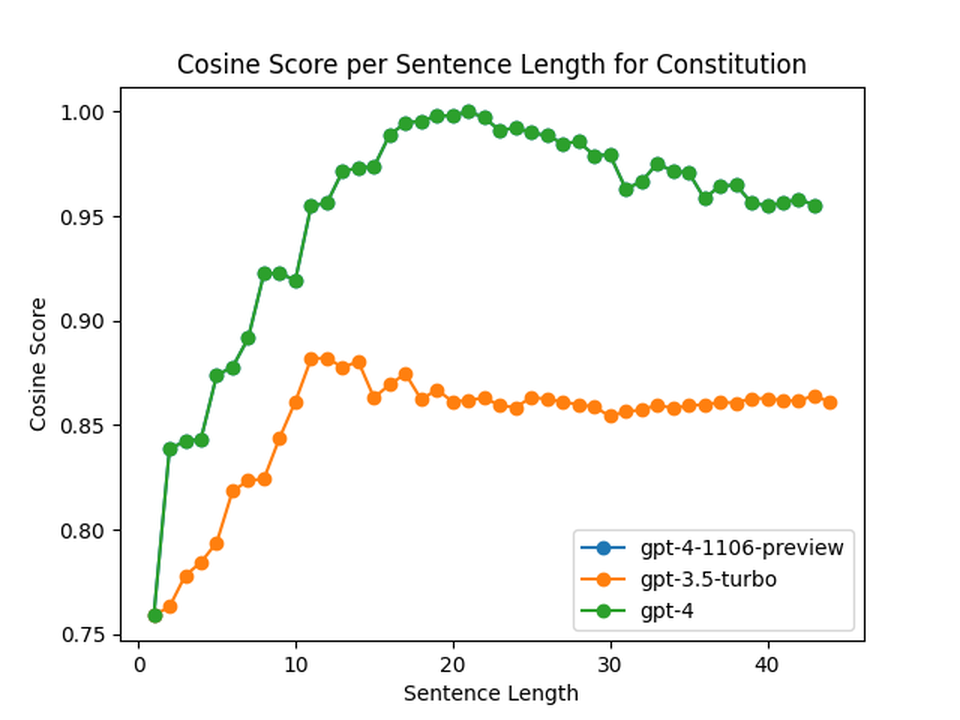 Cosine Score per Sentence Length for Constitution
1.00
0.95
0.90
0.85
0.80
0.75
Cosine Score
0
10
20
30
40
Sentence Length
gpt-4-1106-preview
gpt-3.5-turbo
gpt-4